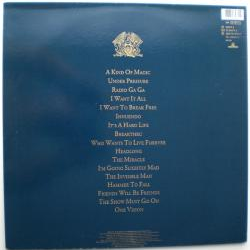 A Kind Of Magic
Under Pressure
Radio Ga Ga
I Want It All
I Want To Break Free
Innuendo
It's A Hard Life
Breakthru
Who Wants To Live Forever
Headlong
The Miracle
I'm Going Slightly Mad
The Invisible Man
Hammer To Fall
Friends Will Be Friends
The Show Must Go On
One Vision